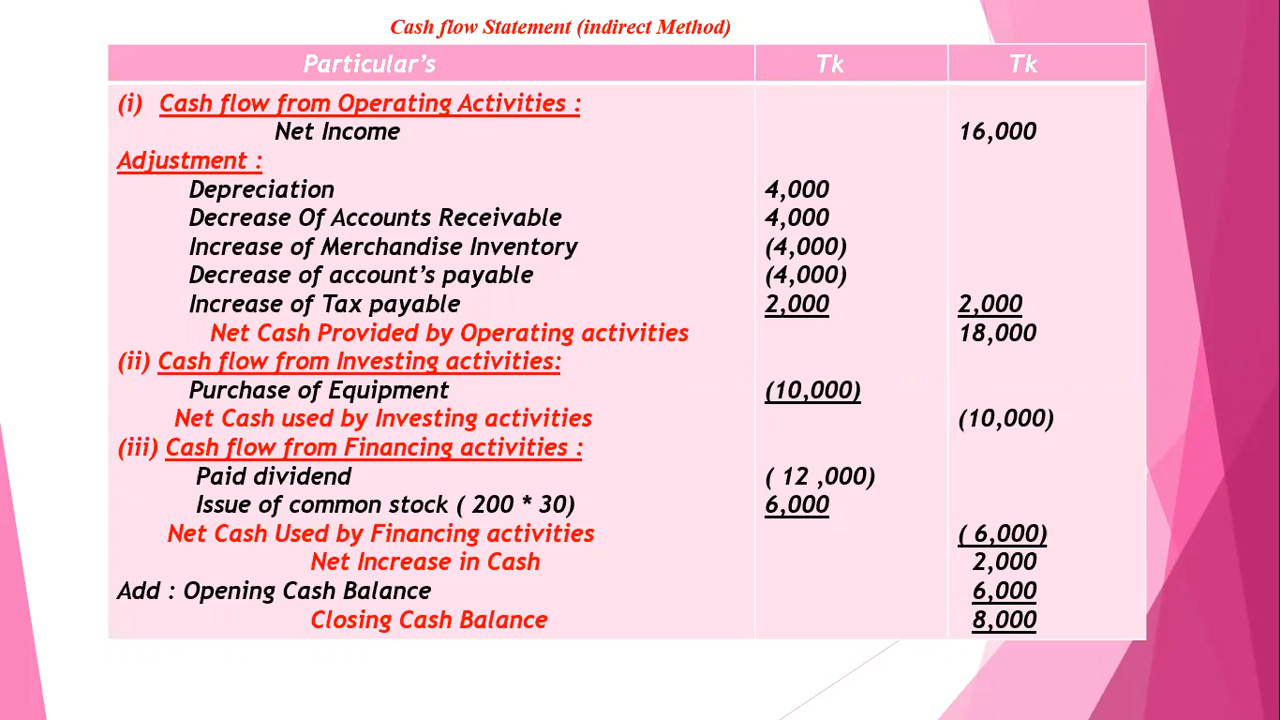 Cash flow Statement (indirect Method)
Particular's Tk Tk
(i) Cash flow from Operating Activities :
Net Income 16,000
Adjustment :
Depreciation 4,000
Decrease Of Accounts Receivable 4,000
Increase of Merchandise Inventory (4,000)
Decrease of account's payable (4,000)
Increase of Tax payable 2,000 2,000
Net Cash Provided by Operating activities 18,000
(ii) Cash flow from Investing activities:
Purchase of Equipment (10,000)
Net Cash used by Investing activities (10,000)
(iii) Cash flow from Financing activities :
Paid dividend ( 12 ,000)
Issue of common stock ( 200 * 30) 6,000
Net Cash Used by Financing activities ( 6,000)
Net Increase in Cash 2,000
Add : Opening Cash Balance 6,000
Closing Cash Balance 8,000